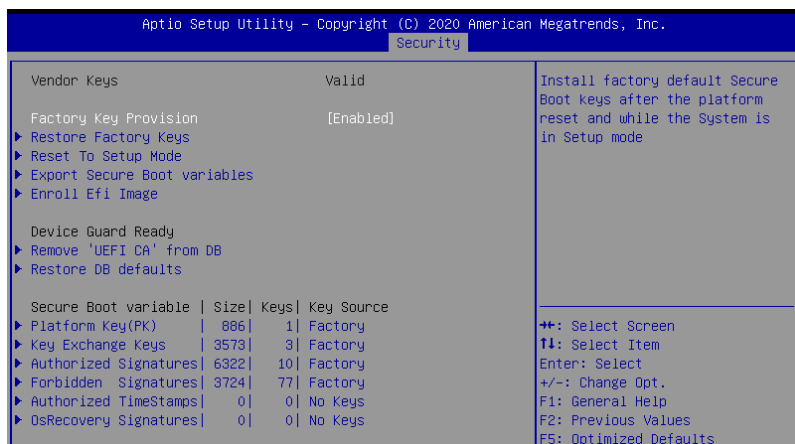 Aptio Setup Utility – Copyright (C) 2020 American Megatrends, Inc.
Security
Vendor Keys Valid
Factory Key Provision [Enabled]
Restore Factory Keys
Reset To Setup Mode
Export Secure Boot variables
Enroll Efi Image
Device Guard Ready
Remove 'UEFI CA' from DB
Restore DB defaults
Secure Boot variable | Size| Keys| Key Source
Platform Key(PK) | 886| 1| Factory
Key Exchange Keys | 3573| 3| Factory
Authorized Signatures| 6322| 10| Factory
Forbidden Signatures| 3724| 77| Factory
Authorized TimeStamps| 0| 0| No Keys
OsRecovery Signatures| 0| 0| No Keys
Install factory default Secure
Boot keys after the platform
reset and while the System is
in Setup mode
→←: Select Screen
↑↓: Select Item
Enter: Select
+/-: Change Opt.
F1: General Help
F2: Previous Values
F5: Optimized Defaults